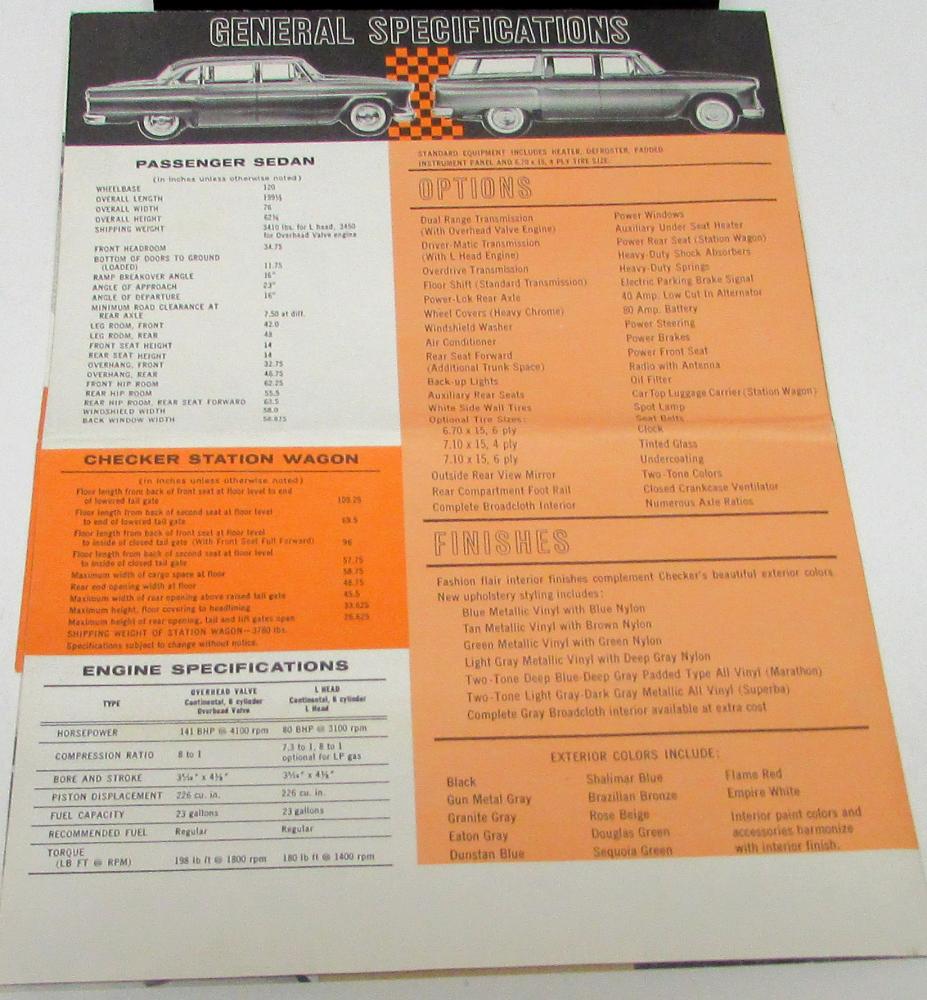 GENERAL SPECIFICATIONS
PASSENGER SEDAN
(in inches unless otherwise noted)
WHEELBASE 120
OVERALL LENGTH 199½
OVERALL WIDTH 76
OVERALL HEIGHT 62¾
SHIPPING WEIGHT 3410 lbs. for L head, 3450
for Overhead Valve engine
FRONT HEADROOM 34.75
BOTTOM OF DOORS TO GROUND
(LOADED) 11.75
RAMP BREAKOVER ANGLE 16°
ANGLE OF APPROACH 23°
ANGLE OF DEPARTURE 16°
MINIMUM ROAD CLEARANCE AT
REAR AXLE 7.50 at diff.
LEG ROOM, FRONT 42.0
LEG ROOM, REAR 48
FRONT SEAT HEIGHT 14
REAR SEAT HEIGHT 14
OVERHANG, FRONT 32.75
OVERHANG, REAR 46.75
FRONT HIP ROOM 62.25
REAR HIP ROOM 55.5
REAR HIP ROOM, REAR SEAT FORWARD 63.5
WINDSHIELD WIDTH 58.0
BACK WINDOW WIDTH 58.875
CHECKER STATION WAGON
(in inches unless otherwise noted)
Floor length from back of front seat at floor level to end
of lowered tail gate 109.25
Floor length from back of second seat at floor level
to end of lowered tail gate 69.5
Floor length from back of front seat at floor level
to inside of closed tail gate (With Front Seat Full Forward) 96
Floor length from back of second seat at floor level
to inside of closed tail gate 57.75
Maximum width of cargo space at floor 58.75
Rear end opening width at floor 48.75
Maximum width of rear opening above raised tail gate 45.5
Maximum height, floor covering to headlining 33.625
Maximum height of rear opening, tail and lift gates open 28.625
SHIPPING WEIGHT OF STATION WAGON—3780 lbs.
Specifications subject to change without notice.
ENGINE SPECIFICATIONS
TYPE
OVERHEAD VALVE
Continental, 6 cylinder
Overhead Valve
L HEAD
Continental, 6 cylinder
L Head
HORSEPOWER 141 BHP @ 4100 rpm 80 BHP @ 3100 rpm
COMPRESSION RATIO 8 to 1 7.3 to 1, 8 to 1
optional for LP gas
BORE AND STROKE 3⁵⁄₁₆" x 4⅜" 3⁵⁄₁₆" x 4⅜"
PISTON DISPLACEMENT 226 cu. in. 226 cu. in.
FUEL CAPACITY 23 gallons 23 gallons
RECOMMENDED FUEL Regular Regular
TORQUE
(LB FT @ RPM) 198 lb ft @ 1800 rpm 180 lb ft @ 1400 rpm
STANDARD EQUIPMENT INCLUDES HEATER, DEFROSTER, PADDED
INSTRUMENT PANEL AND 6.70 x 15, 4 PLY TIRE SIZE.
OPTIONS
Dual Range Transmission
(With Overhead Valve Engine)
Driver-Matic Transmission
(With L Head Engine)
Overdrive Transmission
Floor Shift (Standard Transmission)
Power-Lok Rear Axle
Wheel Covers (Heavy Chrome)
Windshield Washer
Air Conditioner
Rear Seat Forward
(Additional Trunk Space)
Back-up Lights
Auxiliary Rear Seats
White Side Wall Tires
Optional Tire Sizes:
6.70 x 15, 6 ply
7.10 x 15, 4 ply
7.10 x 15, 6 ply
Outside Rear View Mirror
Rear Compartment Foot Rail
Complete Broadcloth Interior
Power Windows
Auxiliary Under Seat Heater
Power Rear Seat (Station Wagon)
Heavy-Duty Shock Absorbers
Heavy-Duty Springs
Electric Parking Brake Signal
40 Amp. Low Cut In Alternator
80 Amp. Battery
Power Steering
Power Brakes
Power Front Seat
Radio with Antenna
Oil Filter
Car Top Luggage Carrier (Station Wagon)
Spot Lamp
Seat Belts
Clock
Tinted Glass
Undercoating
Two-Tone Colors
Closed Crankcase Ventilator
Numerous Axle Ratios
FINISHES
Fashion flair interior finishes complement Checker's beautiful exterior colors.
New upholstery styling includes:
Blue Metallic Vinyl with Blue Nylon
Tan Metallic Vinyl with Brown Nylon
Green Metallic Vinyl with Green Nylon
Light Gray Metallic Vinyl with Deep Gray Nylon
Two-Tone Deep Blue-Deep Gray Padded Type All Vinyl (Marathon)
Two-Tone Light Gray-Dark Gray Metallic All Vinyl (Superba)
Complete Gray Broadcloth interior available at extra cost
EXTERIOR COLORS INCLUDE:
Black
Gun Metal Gray
Granite Gray
Eaton Gray
Dunstan Blue
Shalimar Blue
Brazilian Bronze
Rose Beige
Douglas Green
Sequoia Green
Flame Red
Empire White
Interior paint colors and
accessories harmonize
with interior finish.